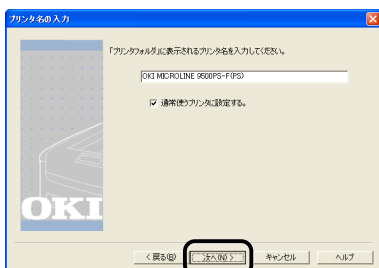 プリンタ名の入力
「プリンタフォルダ」に表示されるプリンタ名を入力してください。
OKI MICROLINE 9500PS-F(PS)
通常使うプリンタに設定する。
OKI
< 戻る(B)
次へ(N) >
キャンセル
ヘルプ